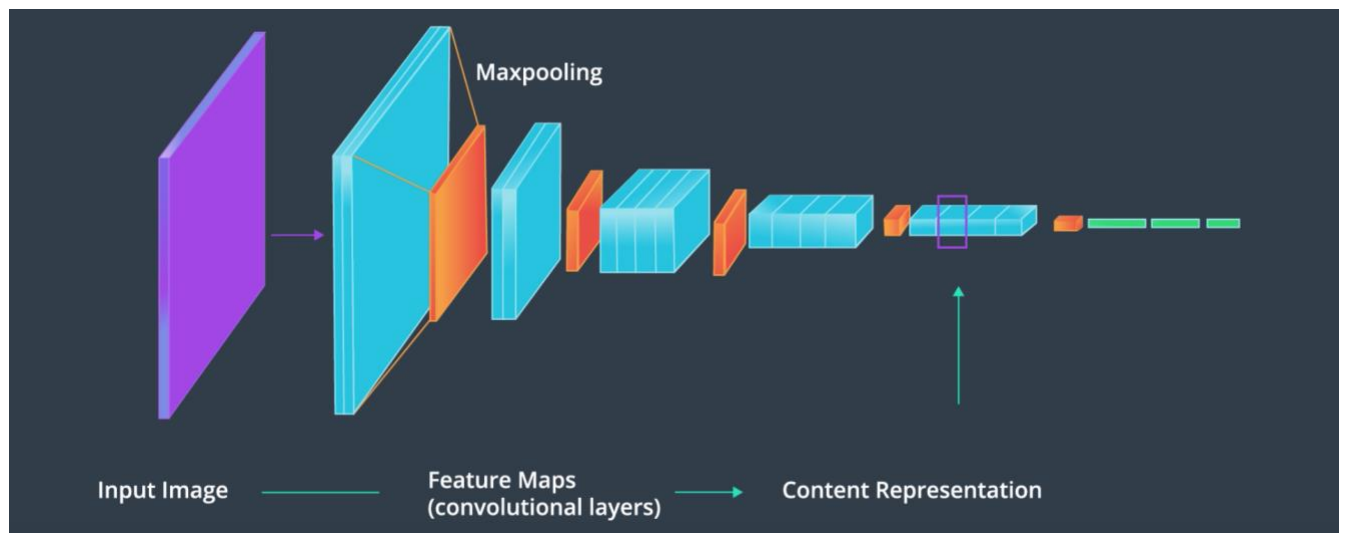 Maxpooling
Input Image
Feature Maps
(convolutional layers)
Content Representation